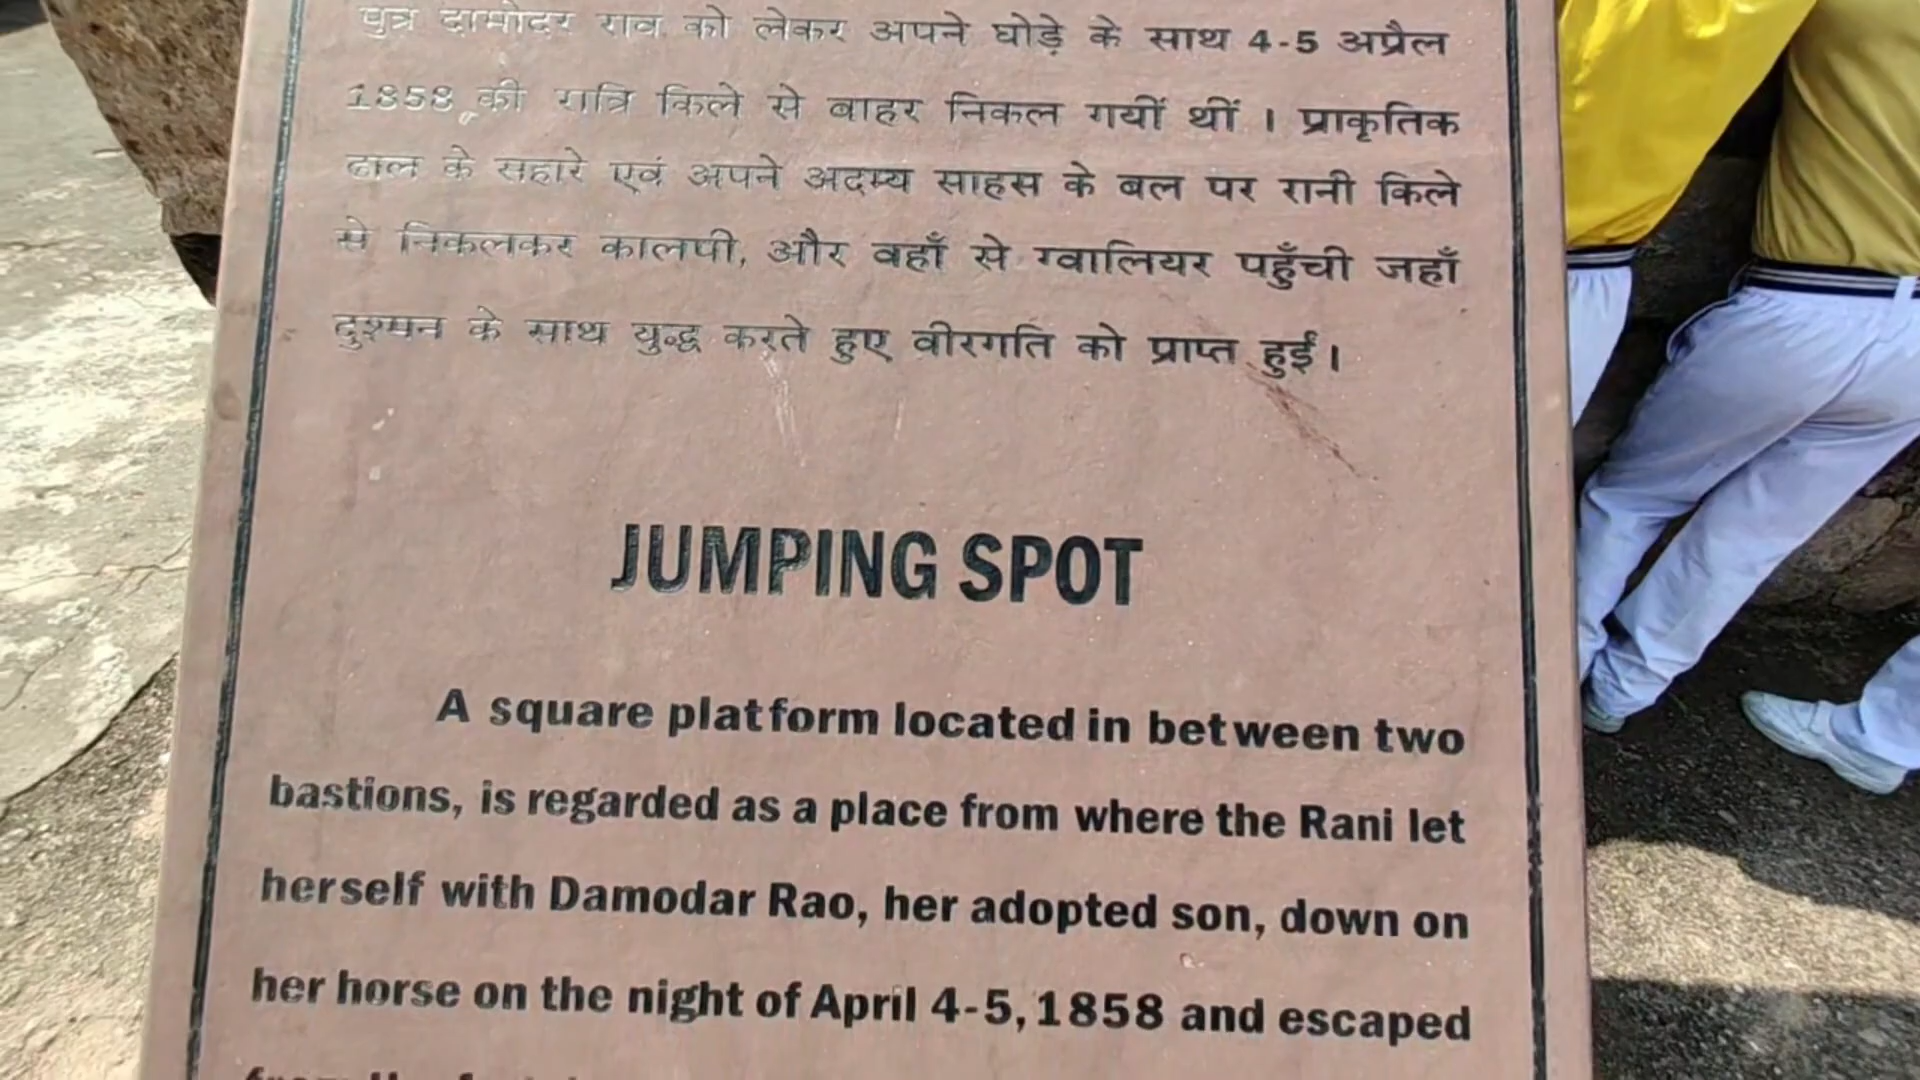 पुत्र दामोदर राव को लेकर अपने घोड़े के साथ 4-5 अप्रैल
1858 की रात्रि किले से बाहर निकल गयीं थीं । प्राकृतिक
ढाल के सहारे एवं अपने अदम्य साहस के बल पर रानी किले
से निकलकर कालपी, और वहाँ से ग्वालियर पहुँची जहाँ
दुश्मन के साथ युद्ध करते हुए वीरगति को प्राप्त हुईं।
JUMPING SPOT
A square platform located in between two
bastions, is regarded as a place from where the Rani let
herself with Damodar Rao, her adopted son, down on
her horse on the night of April 4-5, 1858 and escaped